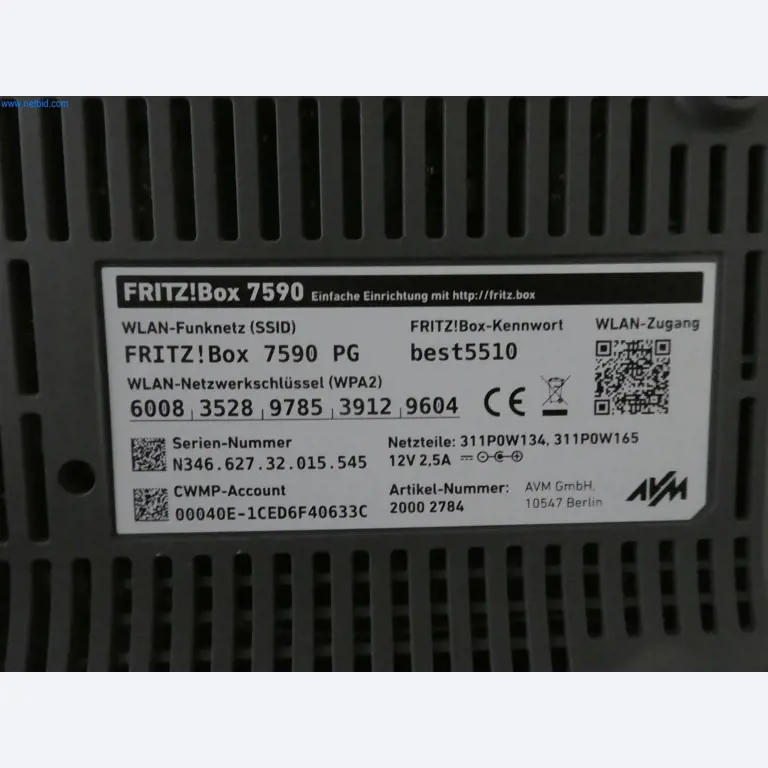 www.netbid.com
FRITZ!Box 7590 Einfache Einrichtung mit http://fritz.box
WLAN-Funknetz (SSID)
FRITZ!Box 7590 PG
FRITZ!Box-Kennwort
best5510
WLAN-Zugang
WLAN-Netzwerkschlüssel (WPA2)
6008 3528 9785 3912 9604
CE
Serien-Nummer
N346.627.32.015.545
Netzteile: 311P0W134, 311P0W165
12V 2,5A
CWMP-Account
00040E-1CED6F40633C
Artikel-Nummer:
2000 2784
AVM GmbH,
10547 Berlin
AVM